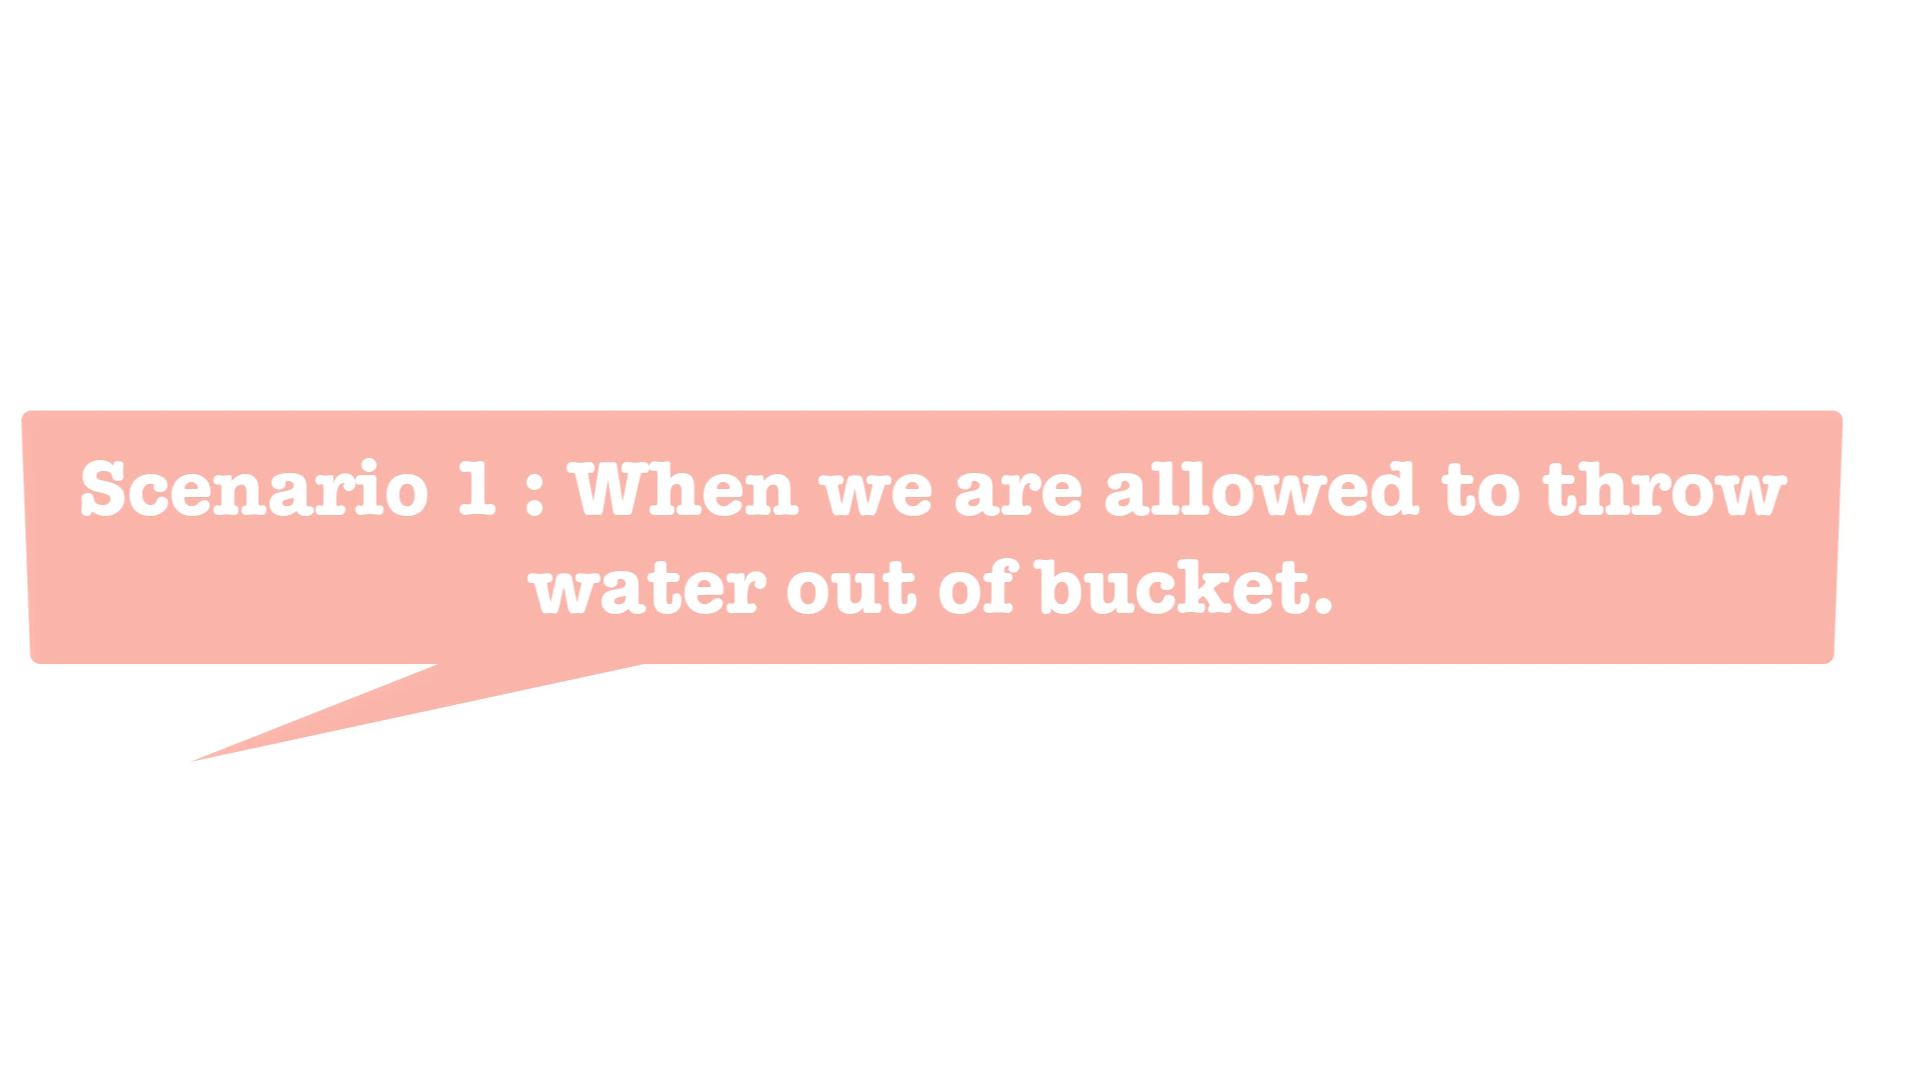 Scenario 1 : When we are allowed to throw
water out of bucket.